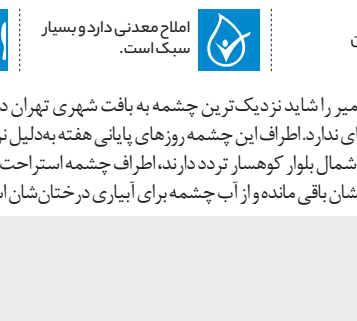 املاح معدنی دارد و بسیار
سبک است.
میر را شاید نزدیک‌ترین چشمه به بافت شهری تهران
ای ندارد. اطراف این چشمه روزهای پایانی هفته به‌دلیل
شمال بلوار کوهسار تردد دارند، اطراف چشمه استراحت
شان باقی مانده و از آب چشمه برای آبیاری درختان‌شان